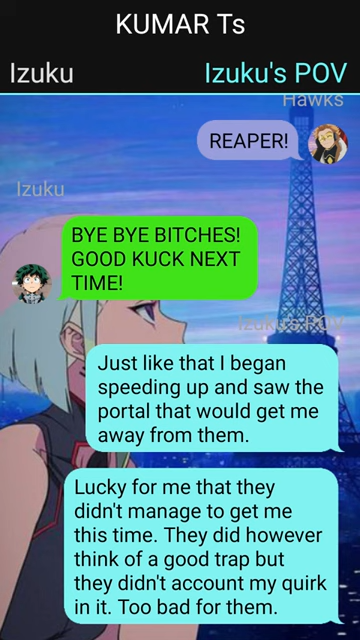 KUMAR Ts
Izuku
Izuku's POV
Hawks
REAPER!
Izuku
BYE BYE BITCHES!
GOOD KUCK NEXT
TIME!
Izuku's POV
Just like that I began
speeding up and saw the
portal that would get me
away from them.
Lucky for me that they
didn't manage to get me
this time. They did however
think of a good trap but
they didn't account my quirk
in it. Too bad for them.